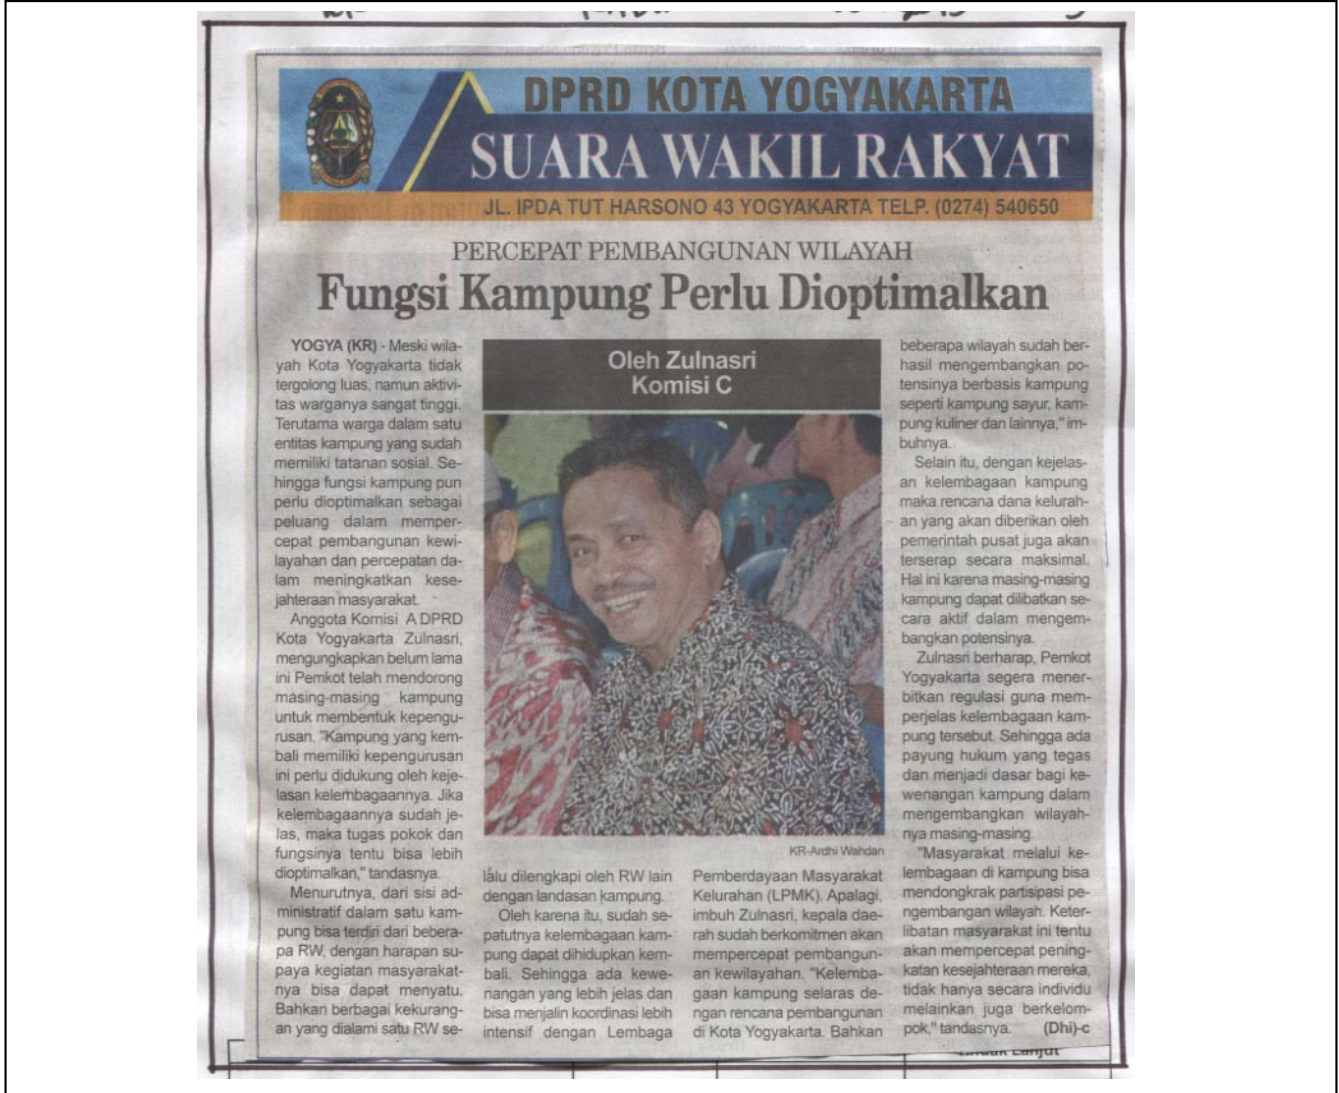 DPRD KOTA YOGYAKARTA
SUARA WAKIL RAKYAT
JL. IPDA TUT HARSONO 43 YOGYAKARTA TELP. (0274) 540650
PERCEPAT PEMBANGUNAN WILAYAH
Fungsi Kampung Perlu Dioptimalkan
YOGYA (KR) - Meski wila-
yah Kota Yogyakarta tidak
tergolong luas, namun aktivi-
tas warganya sangat tinggi.
Terutama warga dalam satu
entitas kampung yang sudah
memiliki tatanan sosial. Se-
hingga fungsi kampung pun
perlu dioptimalkan sebagai
peluang dalam memper-
cepat pembangunan kewi-
layahan dan percepatan da-
lam meningkatkan kese-
jahteraan masyarakat.
Anggota Komisi A DPRD
Kota Yogyakarta Zulnasri,
mengungkapkan belum lama
ini Pemkot telah mendorong
masing-masing kampung
untuk membentuk kepengu-
rusan. "Kampung yang kem-
bali memiliki kepengurusan
ini perlu didukung oleh keje-
lasan kelembagaannya. Jika
kelembagaannya sudah je-
las, maka tugas pokok dan
fungsinya tentu bisa lebih
dioptimalkan," tandasnya.
Menurutnya, dari sisi ad-
ministratif dalam satu kam-
pung bisa terdiri dari bebera-
pa RW, dengan harapan su-
paya kegiatan masyarakat-
nya bisa dapat menyatu.
Bahkan berbagai kekurang-
an yang dialami satu RW se-
Oleh Zulnasri
Komisi C
KR-Ardhi Wahdan
lalu dilengkapi oleh RW lain
dengan landasan kampung.
Oleh karena itu, sudah se-
patutnya kelembagaan kam-
pung dapat dihidupkan kem-
bali. Sehingga ada kewe-
nangan yang lebih jelas dan
bisa menjalin koordinasi lebih
intensif dengan Lembaga
Pemberdayaan Masyarakat
Kelurahan (LPMK). Apalagi,
imbuh Zulnasri, kepala dae-
rah sudah berkomitmen akan
mempercepat pembangun-
an kewilayahan. "Kelemba-
gaan kampung selaras de-
ngan rencana pembangunan
di Kota Yogyakarta. Bahkan
beberapa wilayah sudah ber-
hasil mengembangkan po-
tensinya berbasis kampung
seperti kampung sayur, kam-
pung kuliner dan lainnya," im-
buhnya.
Selain itu, dengan kejelas-
an kelembagaan kampung
maka rencana dana kelurah-
an yang akan diberikan oleh
pemerintah pusat juga akan
terserap secara maksimal.
Hal ini karena masing-masing
kampung dapat dilibatkan se-
cara aktif dalam mengem-
bangkan potensinya.
Zulnasri berharap, Pemkot
Yogyakarta segera mener-
bitkan regulasi guna mem-
perjelas kelembagaan kam-
pung tersebut. Sehingga ada
payung hukum yang tegas
dan menjadi dasar bagi ke-
wenangan kampung dalam
mengembangkan wilayah-
nya masing-masing.
"Masyarakat melalui ke-
lembagaan di kampung bisa
mendongkrak partisipasi pe-
ngembangan wilayah. Keter-
libatan masyarakat ini tentu
akan mempercepat pening-
katan kesejahteraan mereka,
tidak hanya secara individu
melainkan juga berkelom-
pok," tandasnya. (Dhi)-c